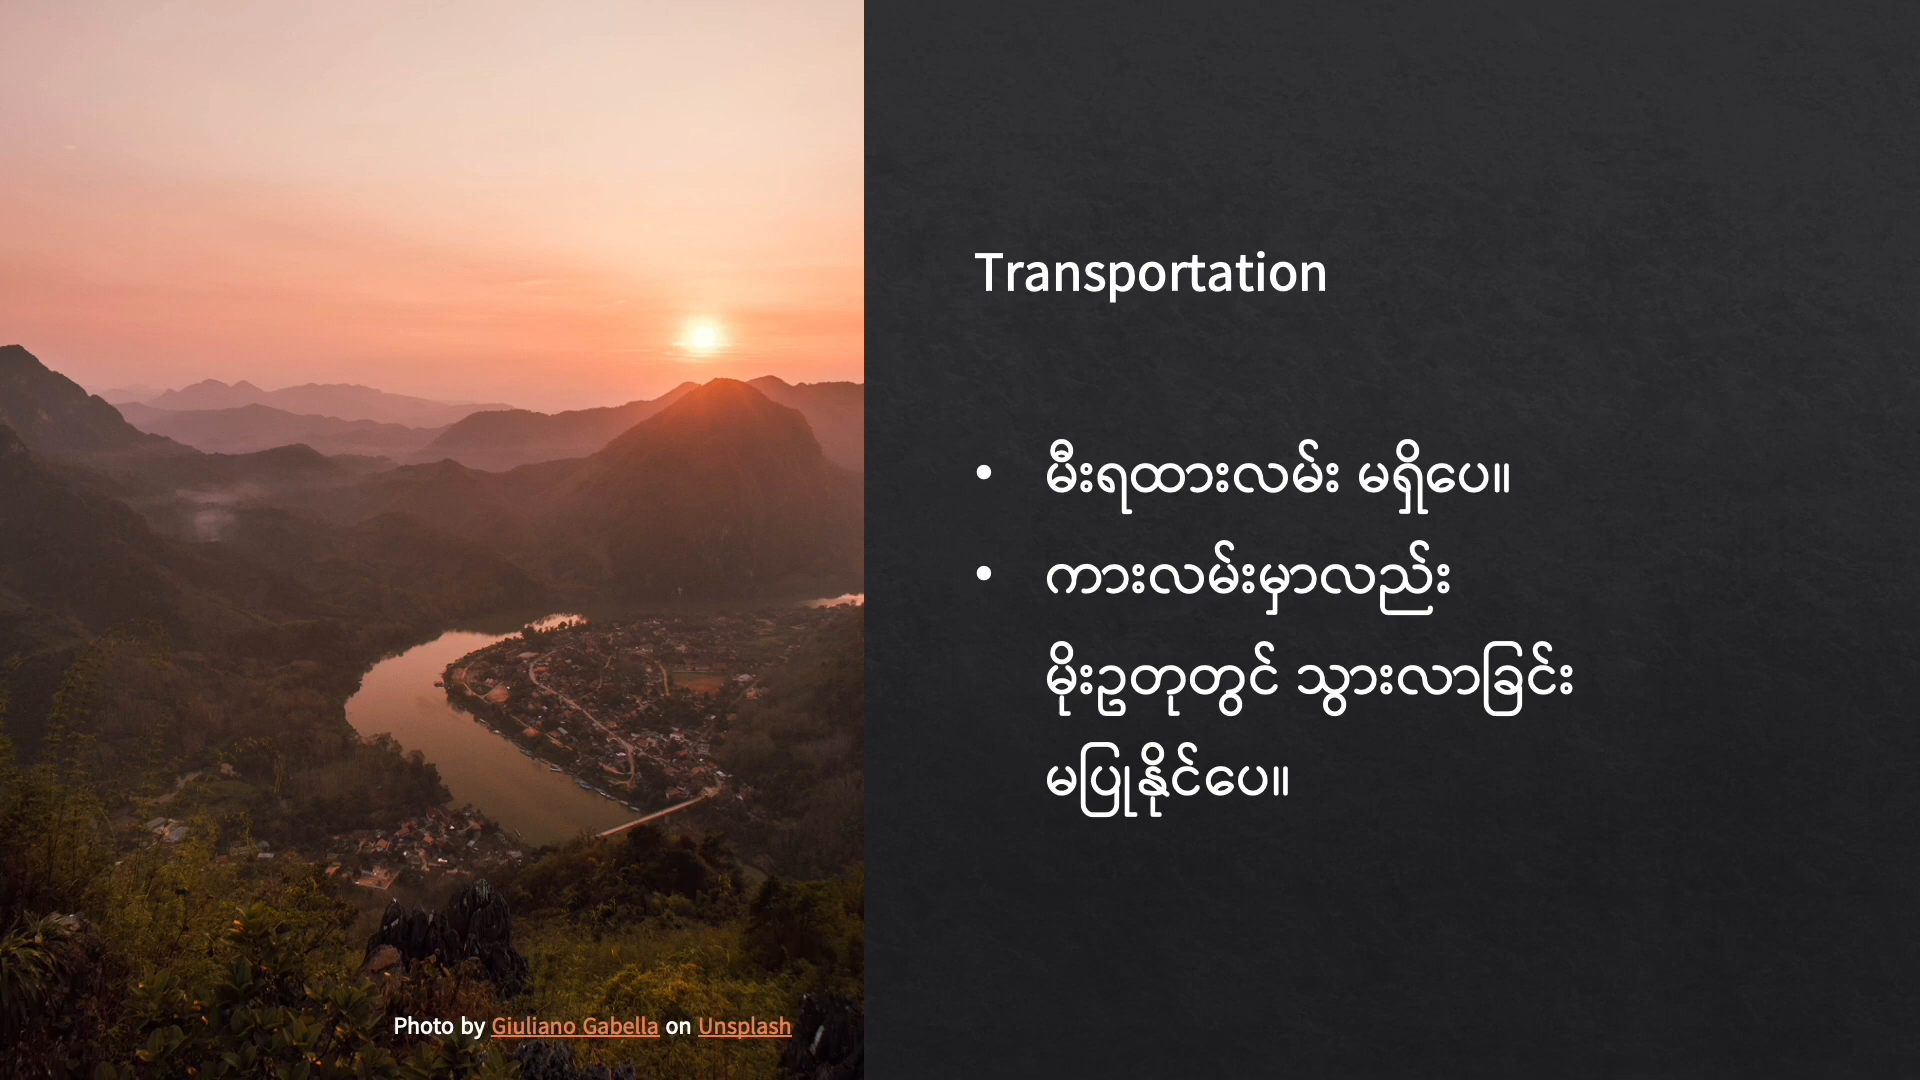 Transportation
• မီးရထားလမ်း မရှိပေ။
• ကားလမ်းမှာလည်း
မိုးဥတုတွင် သွားလာခြင်း
မပြုနိုင်ပေ။
Photo by Giuliano Gabella on Unsplash